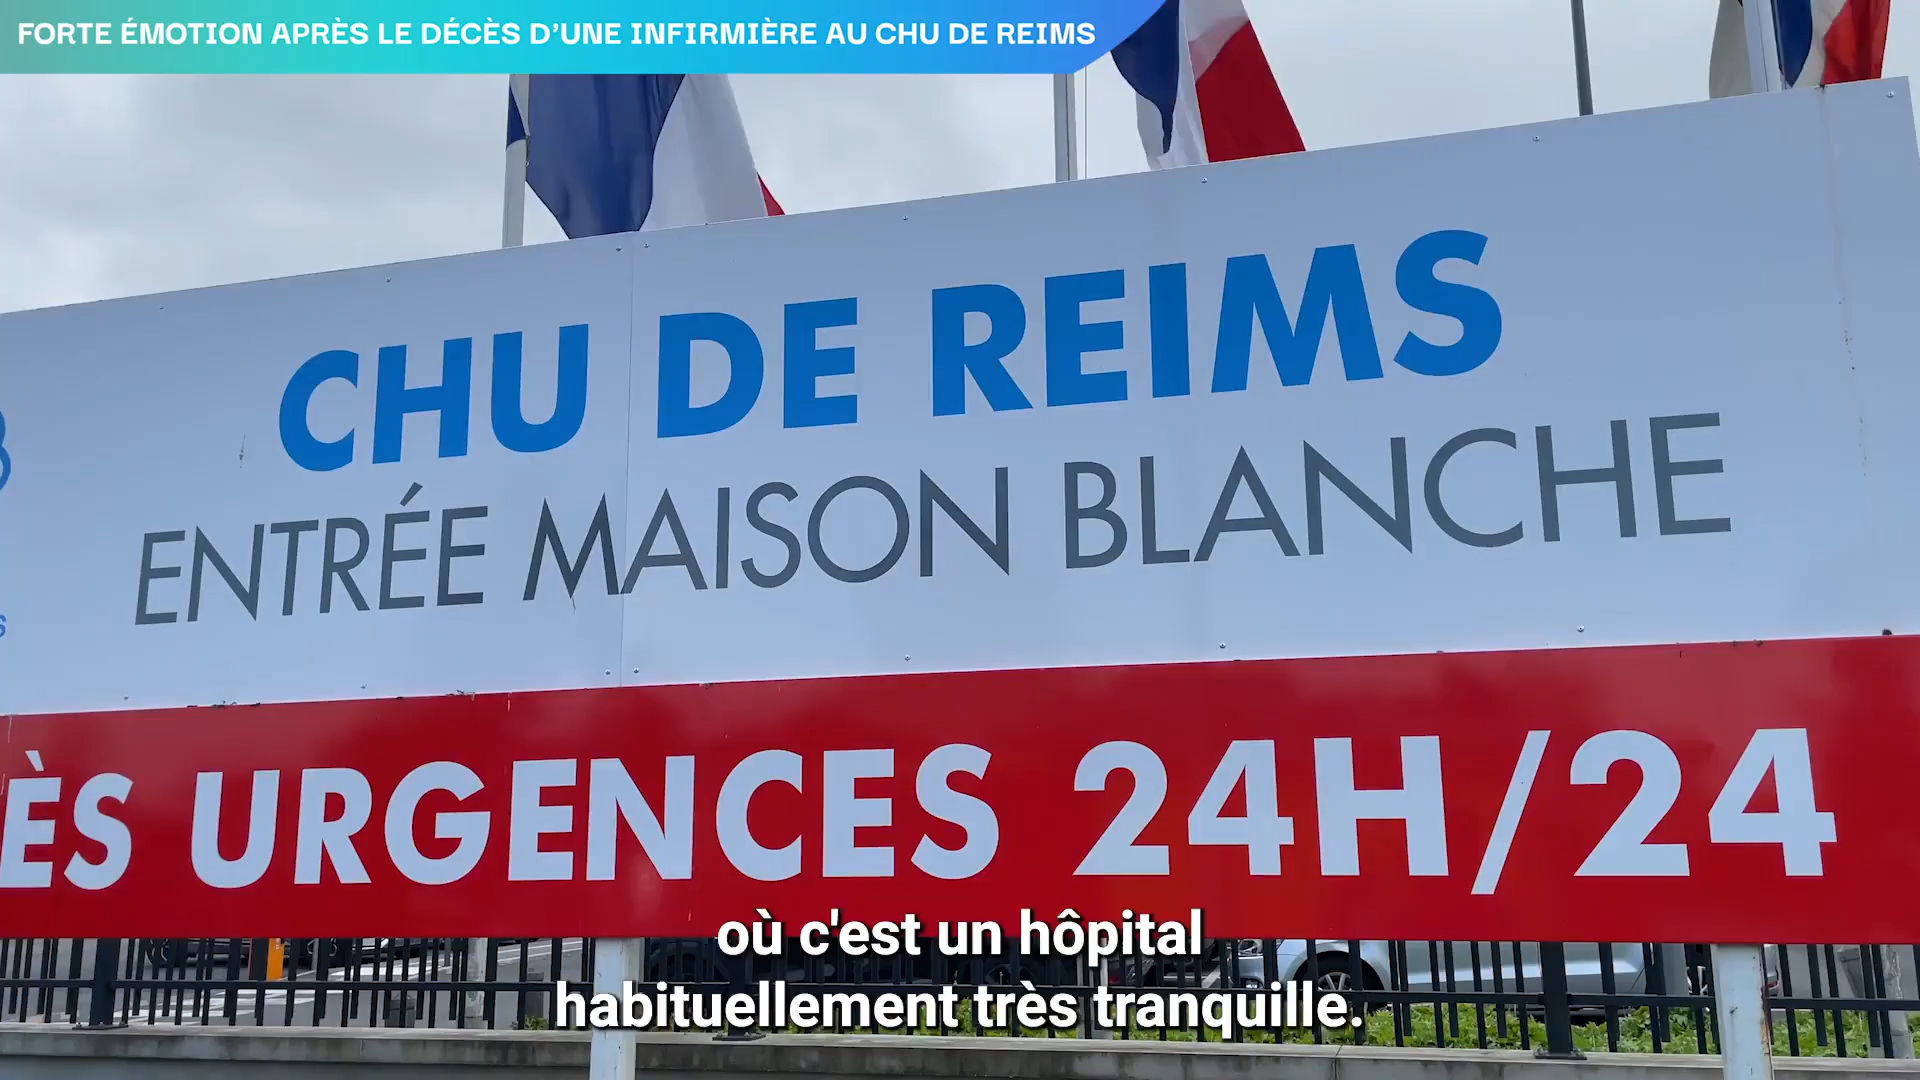 FORTE ÉMOTION APRÈS LE DÉCÈS D'UNE INFIRMIÈRE AU CHU DE REIMS
CHU DE REIMS
ENTRÉE MAISON BLANCHE
ÈS URGENCES 24H/24
où c'est un hôpital
habituellement très tranquille.